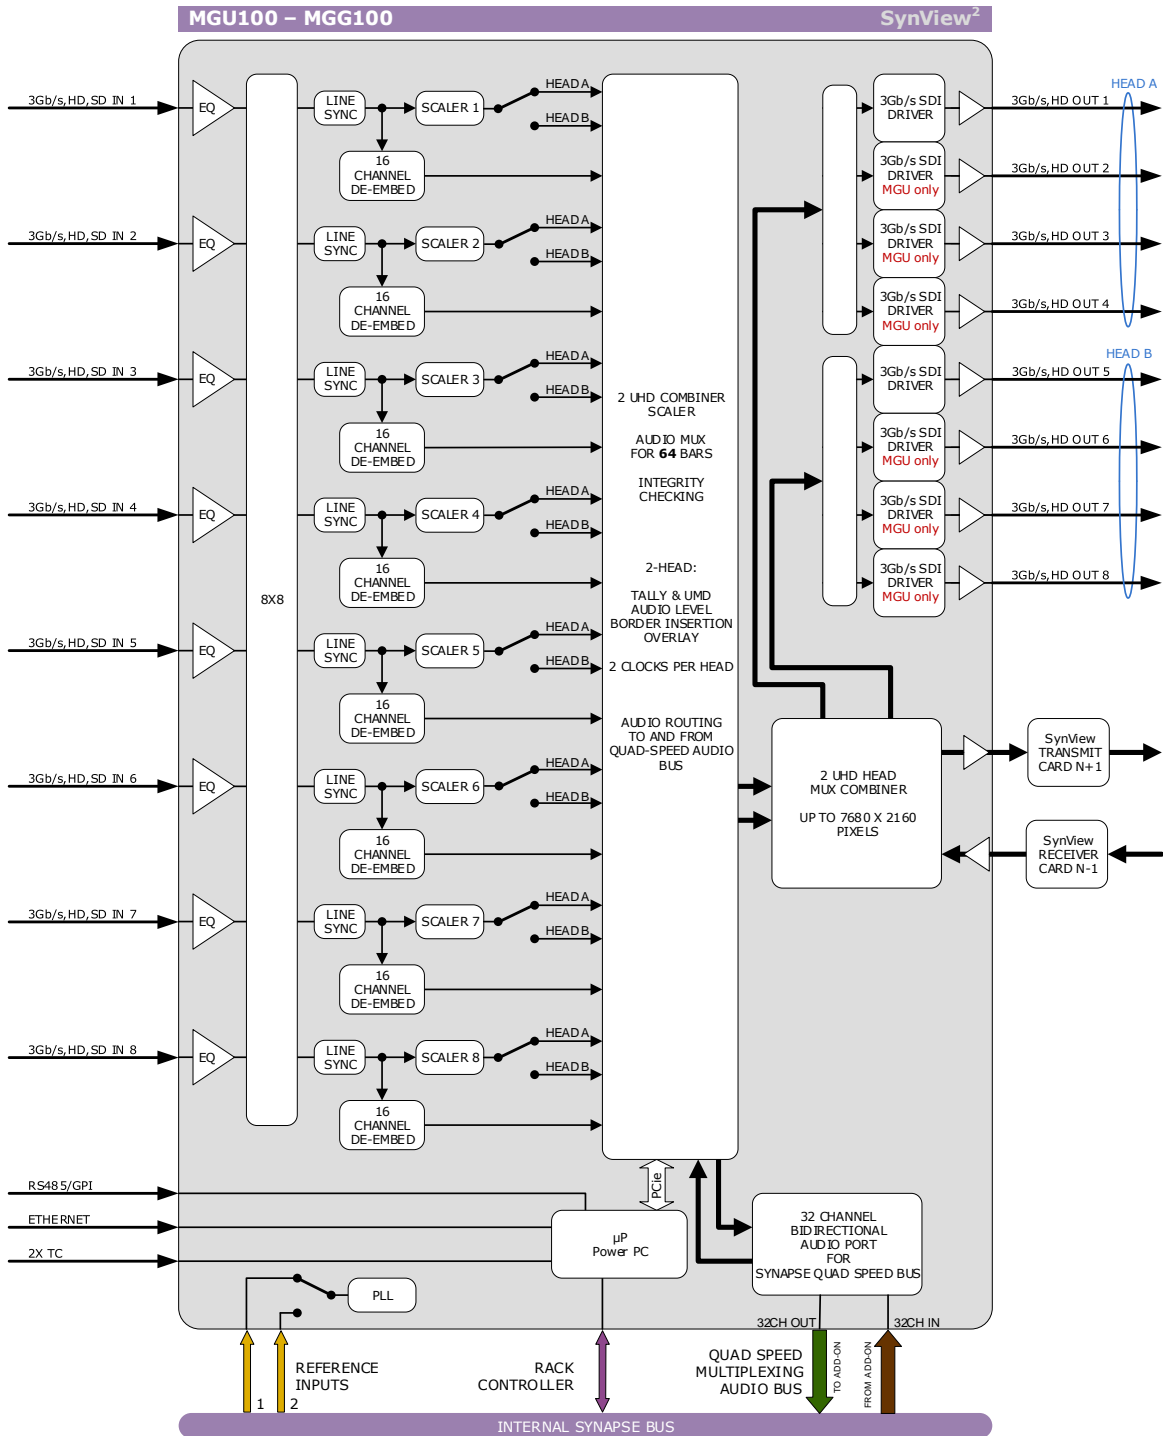 MGU100 – MGG100
SynView2
3Gb/s,HD,SD IN 1
EQ
LINE
SYNC
SCALER 1
HEAD A
HEAD B
16
CHANNEL
DE-EMBED
3Gb/s,HD,SD IN 2
EQ
LINE
SYNC
SCALER 2
HEAD A
HEAD B
16
CHANNEL
DE-EMBED
3Gb/s,HD,SD IN 3
EQ
LINE
SYNC
SCALER 3
HEAD A
HEAD B
16
CHANNEL
DE-EMBED
3Gb/s,HD,SD IN 4
EQ
LINE
SYNC
SCALER 4
HEAD A
HEAD B
16
CHANNEL
DE-EMBED
8X8
3Gb/s,HD,SD IN 5
EQ
LINE
SYNC
SCALER 5
HEAD A
HEAD B
16
CHANNEL
DE-EMBED
3Gb/s,HD,SD IN 6
EQ
LINE
SYNC
SCALER 6
HEAD A
HEAD B
16
CHANNEL
DE-EMBED
3Gb/s,HD,SD IN 7
EQ
LINE
SYNC
SCALER 7
HEAD A
HEAD B
16
CHANNEL
DE-EMBED
3Gb/s,HD,SD IN 8
EQ
LINE
SYNC
SCALER 8
HEAD A
HEAD B
16
CHANNEL
DE-EMBED
2 UHD COMBINER
SCALER
AUDIO MUX
FOR 64 BARS
INTEGRITY
CHECKING
2-HEAD:
TALLY & UMD
AUDIO LEVEL
BORDER INSERTION
OVERLAY
2 CLOCKS PER HEAD
AUDIO ROUTING
TO AND FROM
QUAD-SPEED AUDIO
BUS
3Gb/s SDI
DRIVER
3Gb/s,HD OUT 1
HEAD A
3Gb/s SDI
DRIVER
MGU only
3Gb/s,HD OUT 2
3Gb/s SDI
DRIVER
MGU only
3Gb/s,HD OUT 3
3Gb/s SDI
DRIVER
MGU only
3Gb/s,HD OUT 4
HEAD B
3Gb/s SDI
DRIVER
3Gb/s,HD OUT 5
3Gb/s SDI
DRIVER
MGU only
3Gb/s,HD OUT 6
3Gb/s SDI
DRIVER
MGU only
3Gb/s,HD OUT 7
3Gb/s SDI
DRIVER
MGU only
3Gb/s,HD OUT 8
2 UHD HEAD
MUX COMBINER
UP TO 7680 X 2160
PIXELS
SynView
TRANSMIT
CARD N+1
SynView
RECEIVER
CARD N-1
RS485/GPI
ETHERNET
2X TC
PCie
µP
Power PC
32 CHANNEL
BIDIRECTIONAL
AUDIO PORT
FOR
SYNAPSE QUAD SPEED BUS
PLL
32CH OUT
32CH IN
REFERENCE
INPUTS
1
2
RACK
CONTROLLER
QUAD SPEED
MULTIPLEXING
AUDIO BUS
TO ADD-ON
FROM ADD-ON
INTERNAL SYNAPSE BUS